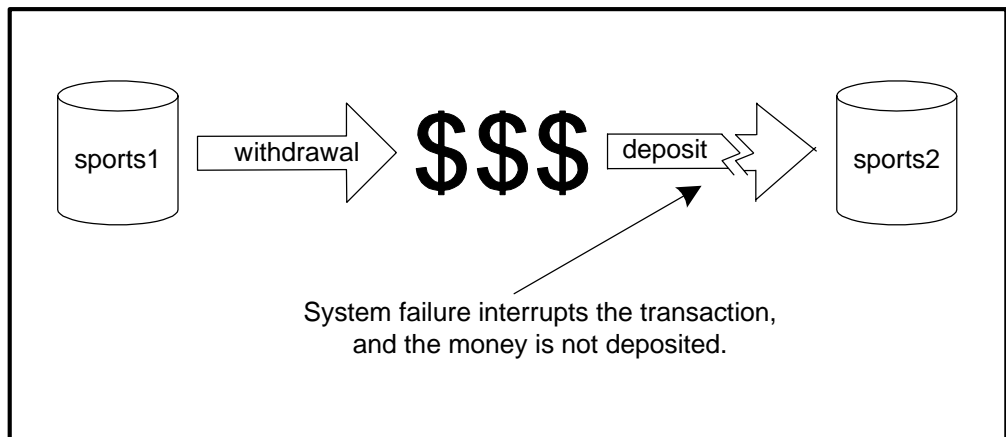 sports1
withdrawal
$$$
deposit
sports2
System failure interrupts the transaction,
and the money is not deposited.